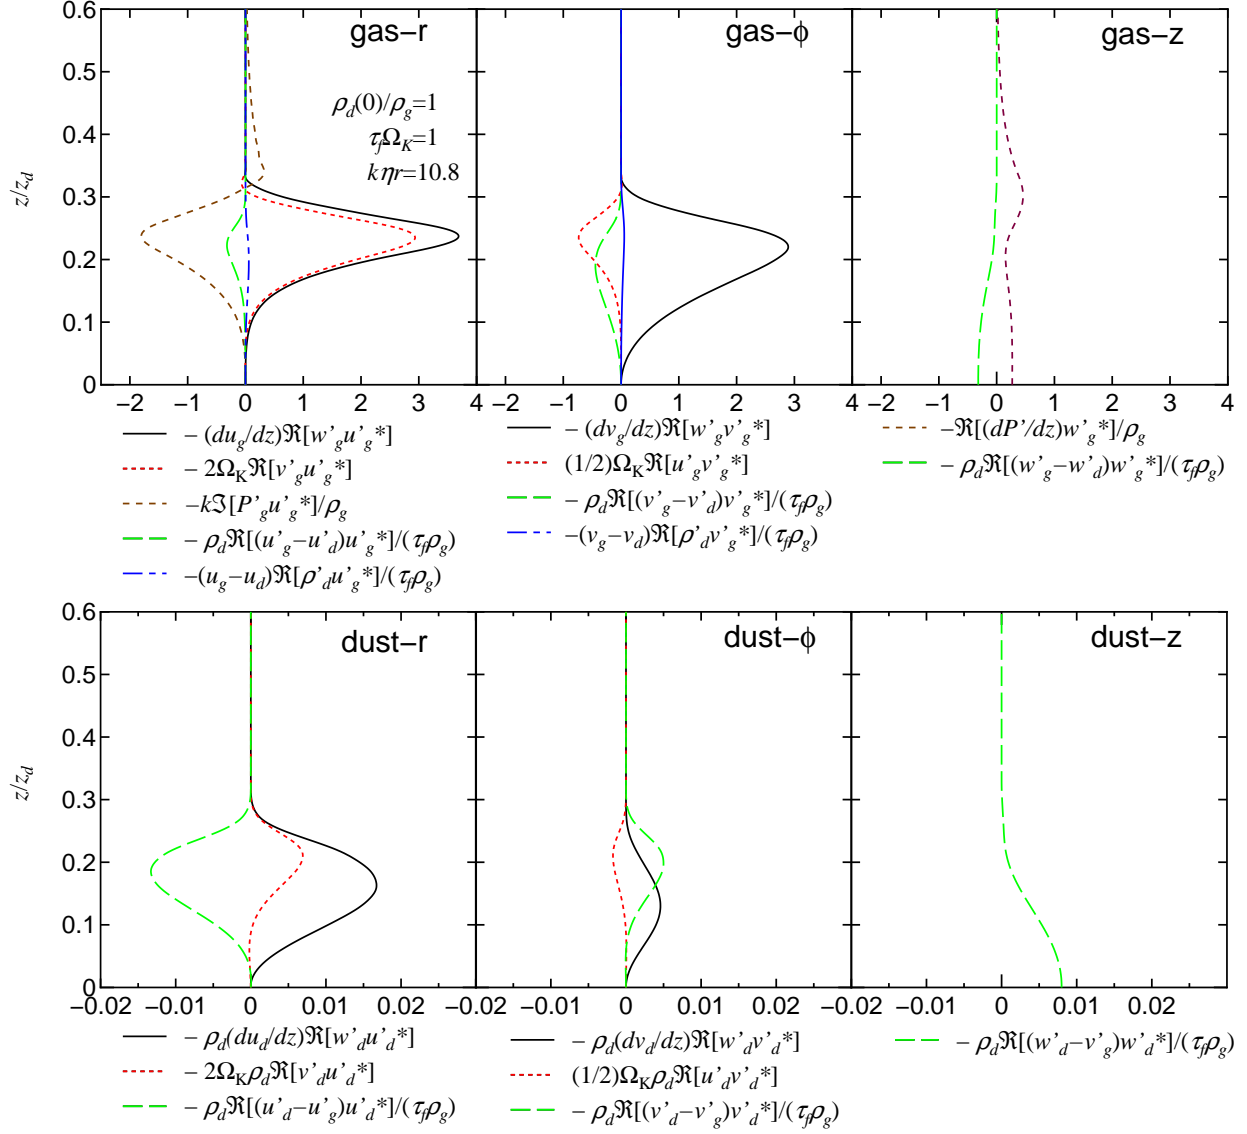 gas−r
gas−ϕ
gas−z
ρd(0)/ρg=1
τfΩK=1
kηr=10.8
z/zd
0.6
0.5
0.4
0.3
0.2
0.1
0
−2 −1 0 1 2 3 4
−2 −1 0 1 2 3 4
−2 −1 0 1 2 3 4
− (dug/dz)ℜ[w'gu'g*]
− 2ΩKℜ[v'gu'g*]
−kℑ[P'gu'g*]/ρg
− ρdℜ[(u'g−u'd)u'g*]/(τfρg)
−(ug−ud)ℜ[ρ'du'g*]/(τfρg)
− (dvg/dz)ℜ[w'gv'g*]
(1/2)ΩKℜ[u'gv'g*]
− ρdℜ[(v'g−v'd)v'g*]/(τfρg)
−(vg−vd)ℜ[ρ'dv'g*]/(τfρg)
−ℜ[(dP'/dz)w'g*]/ρg
− ρdℜ[(w'g−w'd)w'g*]/(τfρg)
dust−r
dust−ϕ
dust−z
z/zd
0.6
0.5
0.4
0.3
0.2
0.1
0
−0.02 −0.01 0 0.01 0.02
−0.02 −0.01 0 0.01 0.02
−0.02 −0.01 0 0.01 0.02
− ρd(dud/dz)ℜ[w'du'd*]
− 2ΩKρdℜ[v'du'd*]
− ρdℜ[(u'd−u'g)u'd*]/(τfρg)
− ρd(dvd/dz)ℜ[w'dv'd*]
(1/2)ΩKρdℜ[u'dv'd*]
− ρdℜ[(v'd−v'g)v'd*]/(τfρg)
− ρdℜ[(w'd−v'g)w'd*]/(τfρg)